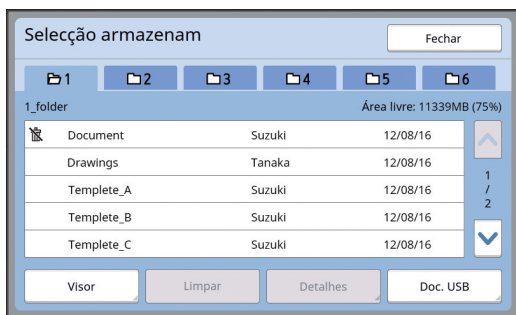 Selecção armazenam
Fechar
1 2 3 4 5 6
1_folder Área livre: 11339MB (75%)
Document Suzuki 12/08/16
Drawings Tanaka 12/08/16
Templete_A Suzuki 12/08/16
Templete_B Suzuki 12/08/16
Templete_C Suzuki 12/08/16
1
/
2
Visor Limpar Detalhes Doc. USB